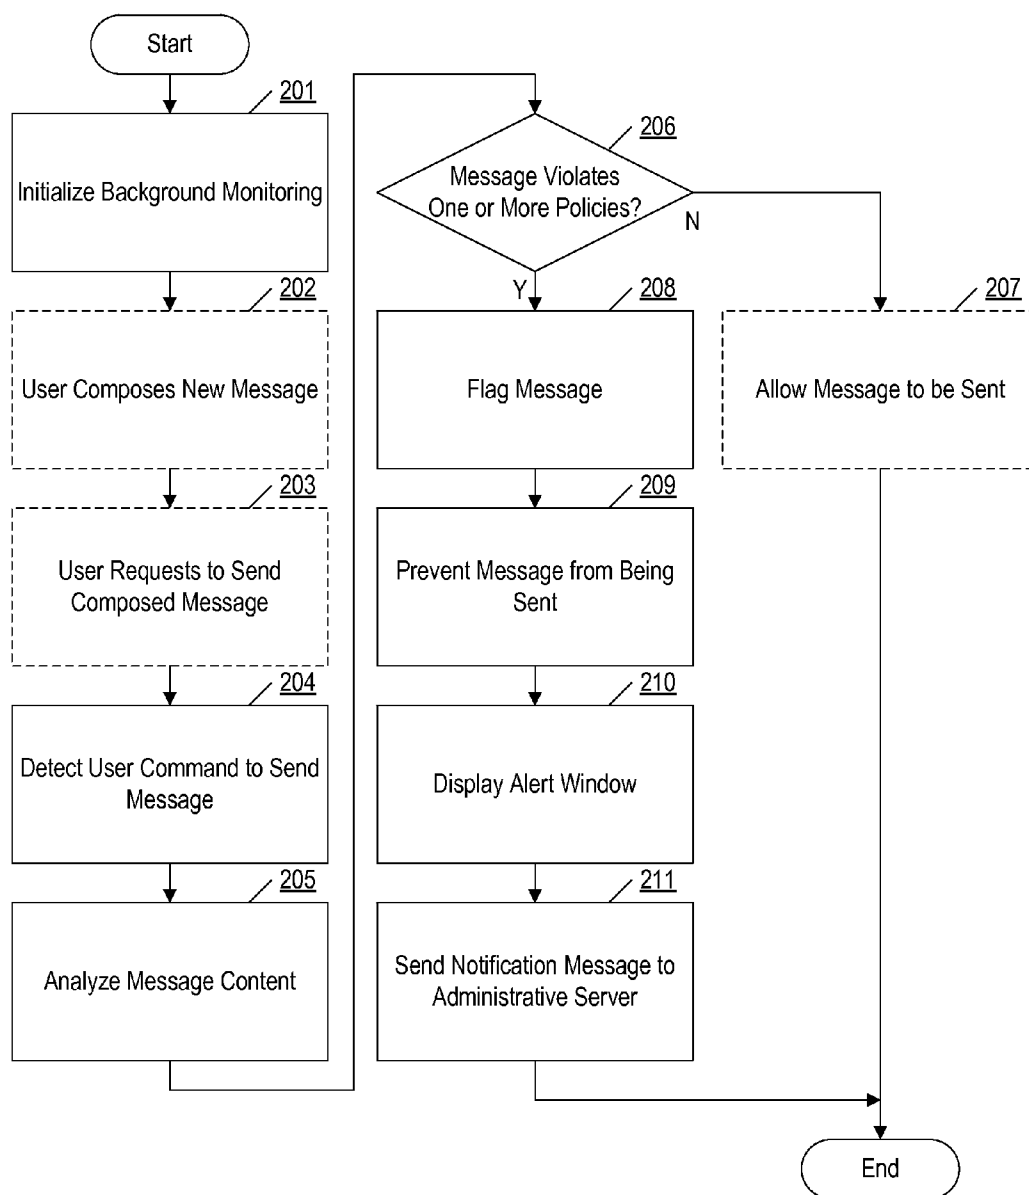 Start
201
Initialize Background Monitoring
202
User Composes New Message
203
User Requests to Send
Composed Message
204
Detect User Command to Send
Message
205
Analyze Message Content
206
Message Violates
One or More Policies?
N
Y
208
Flag Message
207
Allow Message to be Sent
209
Prevent Message from Being
Sent
210
Display Alert Window
211
Send Notification Message to
Administrative Server
End